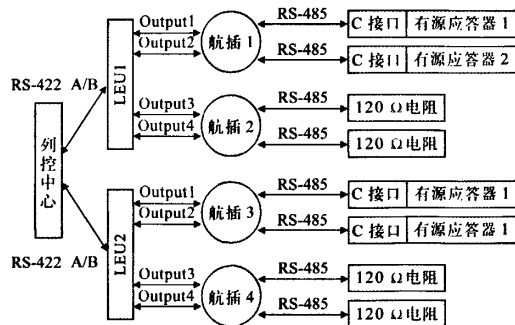 RS-422 A/B
列控中心
RS-422 A/B
LEU1
Output1
Output2
航插 1
RS-485
C 接口 有源应答器 1
RS-485
C 接口 有源应答器 2
Output3
Output4
航插 2
RS-485
120 Ω 电阻
RS-485
120 Ω 电阻
LEU2
Output1
Output2
航插 3
RS-485
C 接口 有源应答器 1
RS-485
C 接口 有源应答器 1
Output3
Output4
航插 4
RS-485
120 Ω 电阻
RS-485
120 Ω 电阻